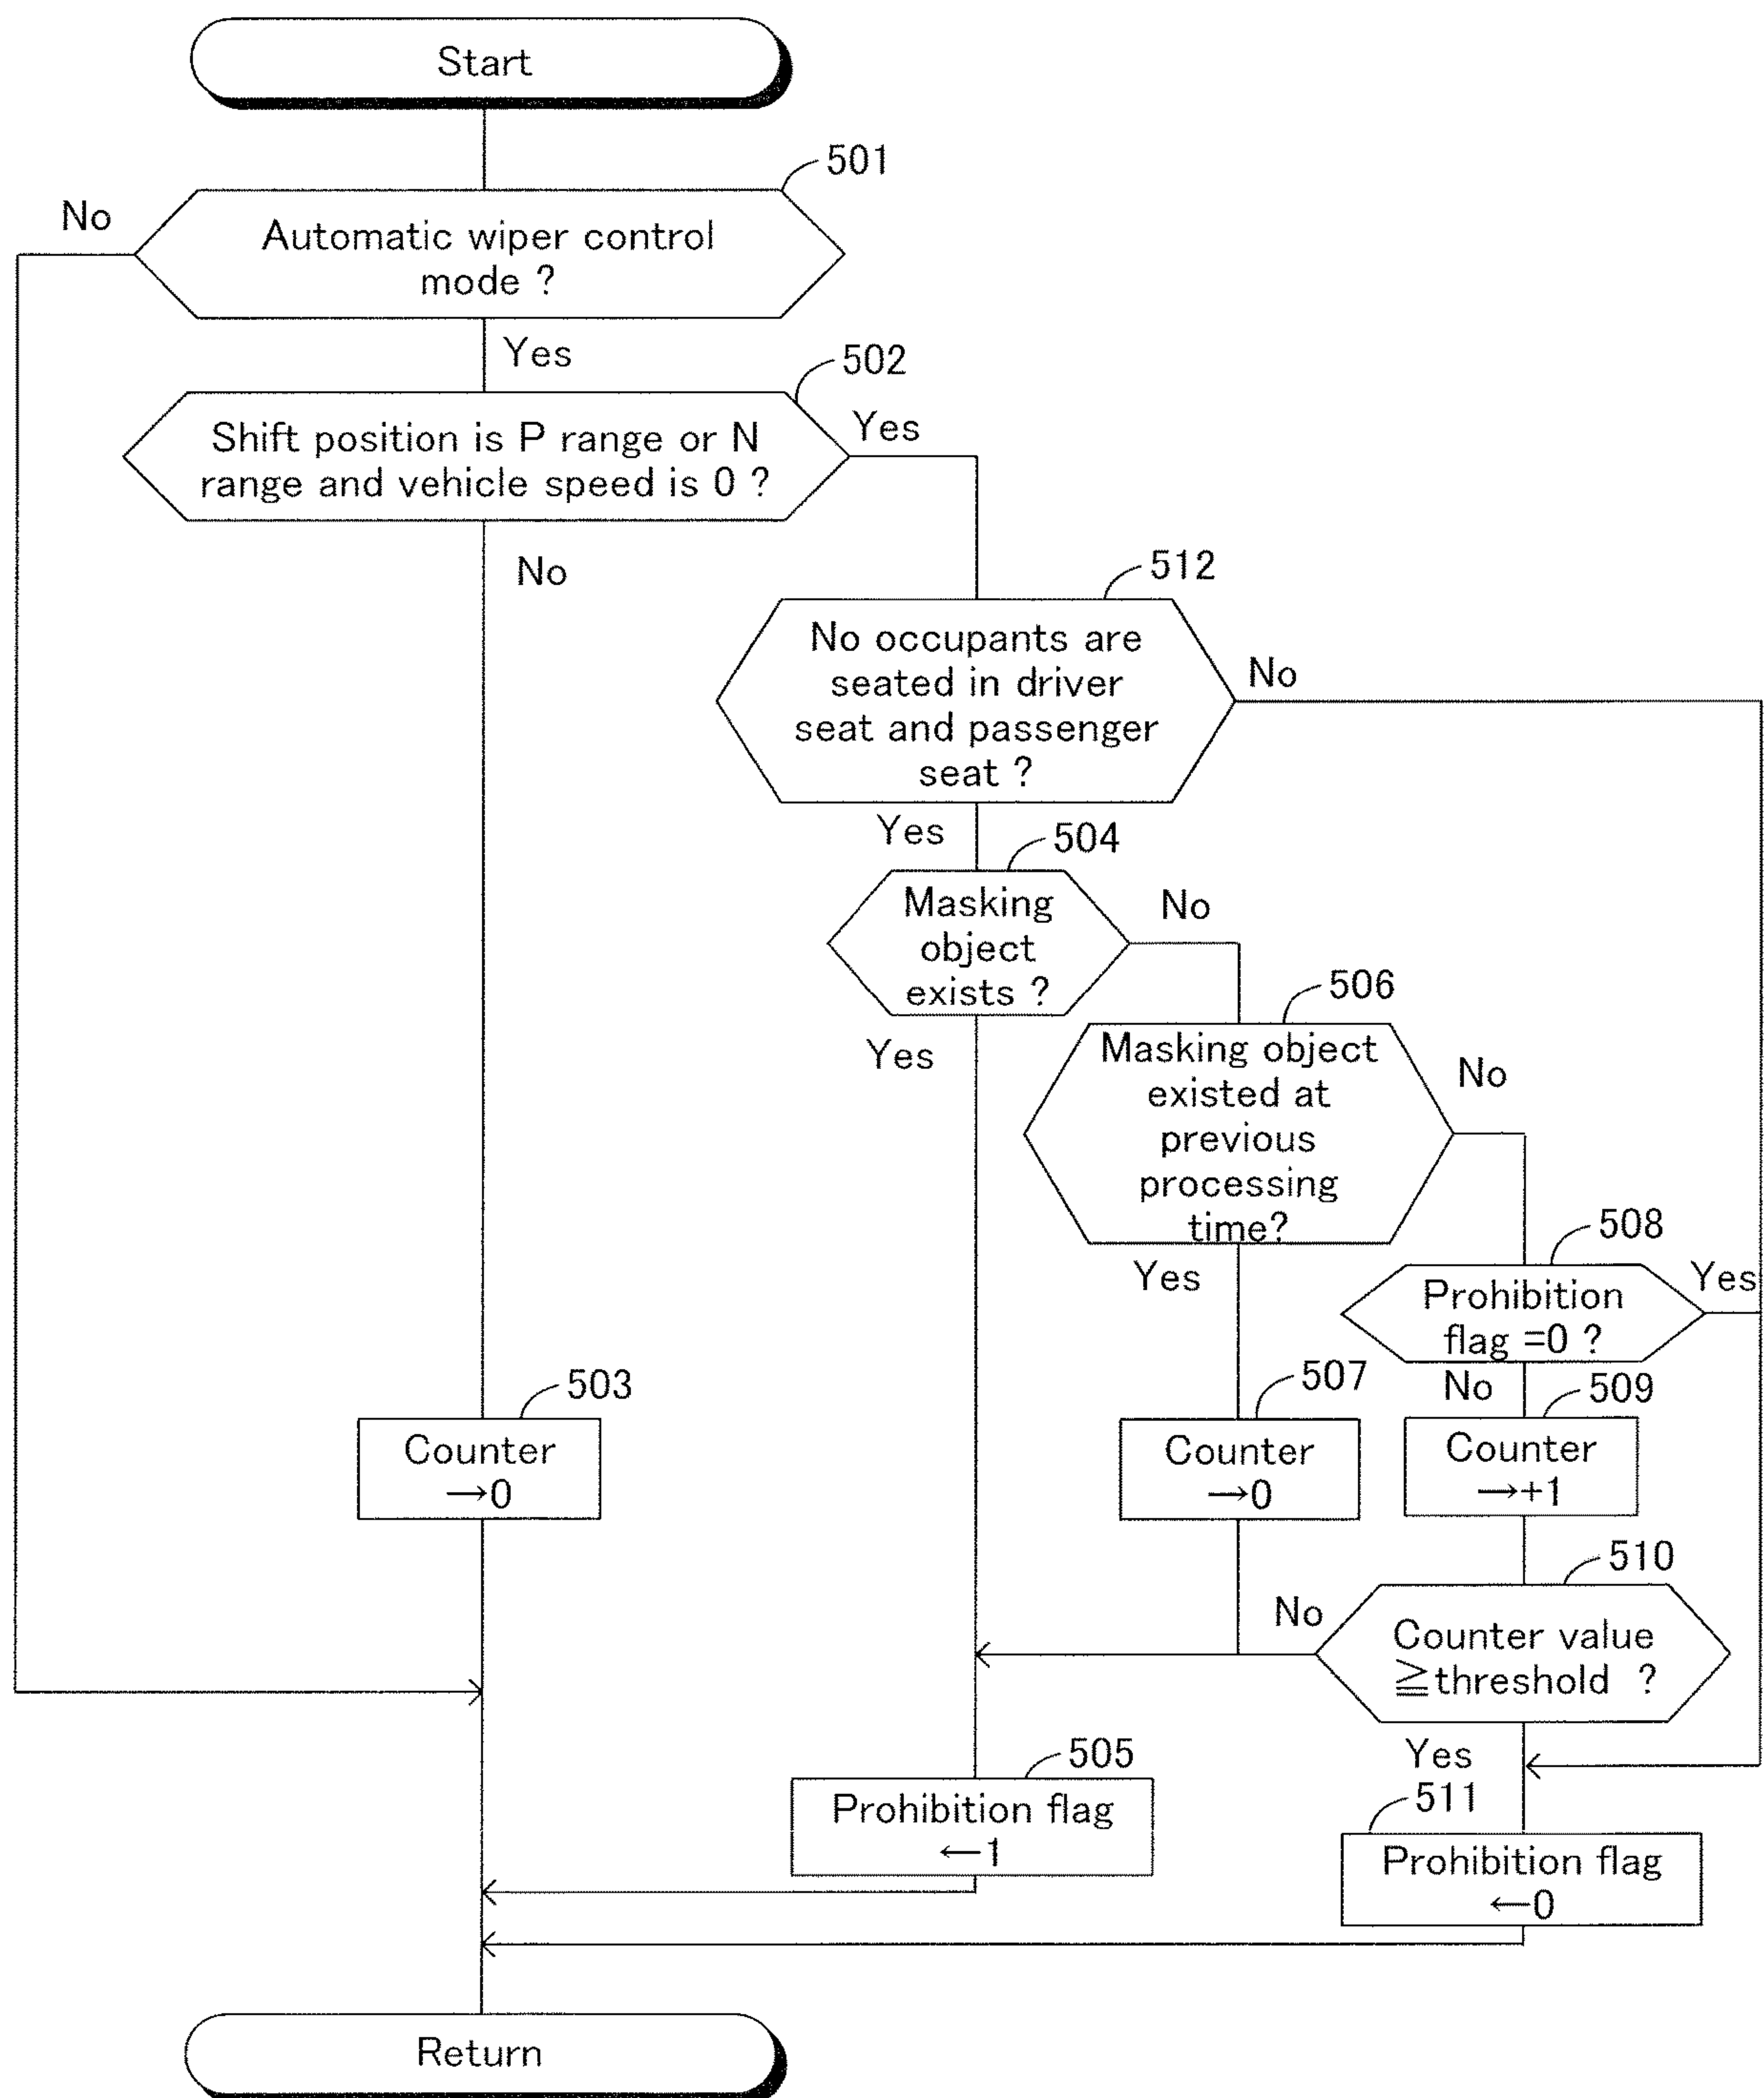 Start
501
No
Automatic wiper control
mode ?
Yes
502
Shift position is P range or N
range and vehicle speed is 0 ?
Yes
No
512
No occupants are
seated in driver
seat and passenger
seat ?
No
Yes
504
Masking
object
exists ?
No
506
Yes
Masking object
existed at
previous
processing
time?
No
508
Yes
Prohibition
flag =0 ?
Yes
503
507
No
509
Counter
→0
Counter
→0
Counter
→+1
510
No
Counter value
≧threshold ?
505
Yes
511
Prohibition flag
←1
Prohibition flag
←0
Return